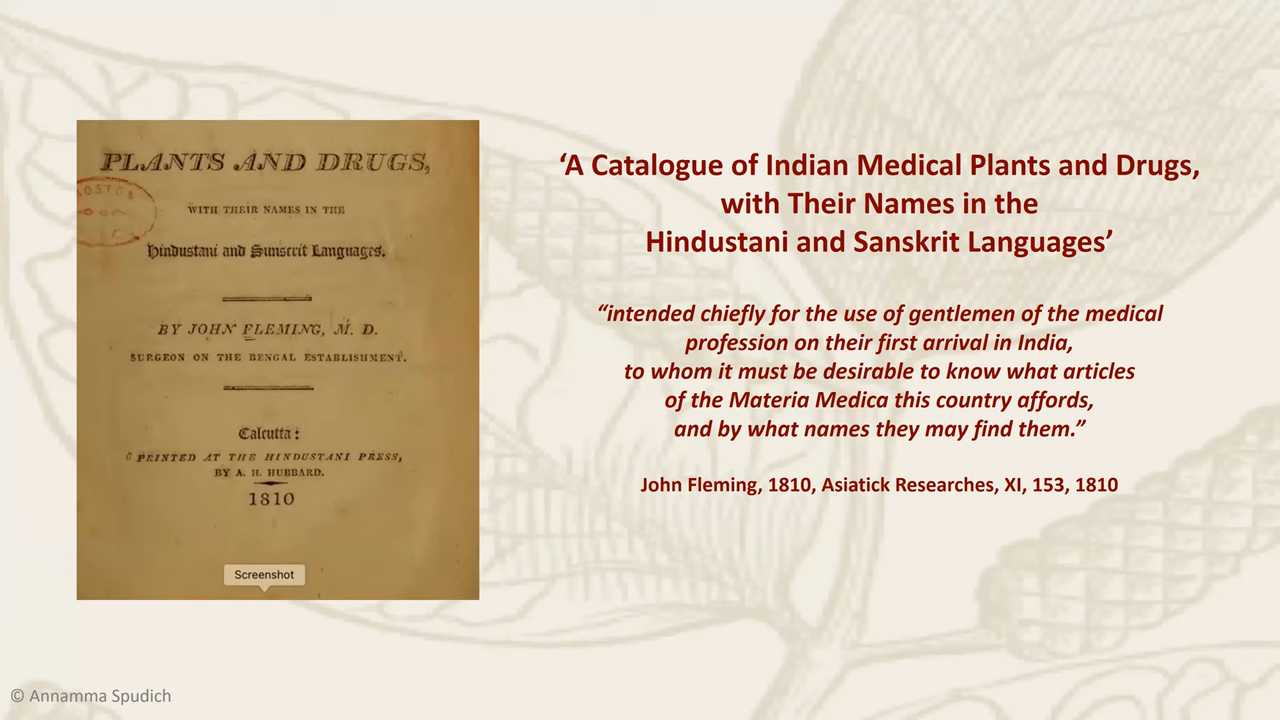 PLANTS AND DRUGS,
OSTON
WITH THEIR NAMES IN THE
Hindustani and Sunscrit Languages.
BY JOHN FLEMING, M. D.
SURGEON ON THE BENGAL ESTABLISHMENT.
Calcutta :
PRINTED AT THE HINDUSTANI PRESS,
BY A. H. HUBBARD.
1810
Screenshot
‘A Catalogue of Indian Medical Plants and Drugs,
with Their Names in the
Hindustani and Sanskrit Languages’
“intended chiefly for the use of gentlemen of the medical
profession on their first arrival in India,
to whom it must be desirable to know what articles
of the Materia Medica this country affords,
and by what names they may find them.”
John Fleming, 1810, Asiatick Researches, XI, 153, 1810
© Annamma Spudich